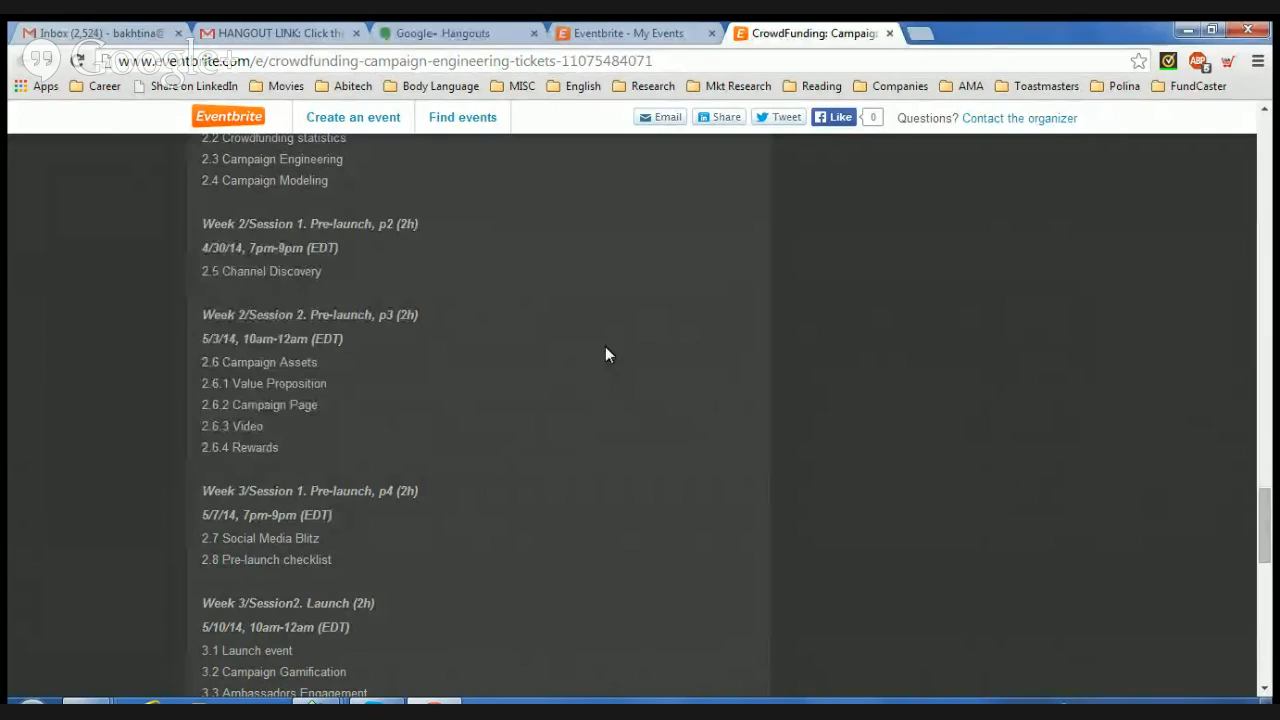 Inbox (2,524) - bakhtina@
HANGOUT LINK: Click th
Google+ Hangouts
Eventbrite - My Events
CrowdFunding: Campaig
Google+
www.eventbrite.com/e/crowdfunding-campaign-engineering-tickets-11075484071
Apps Career Share on LinkedIn Movies Abitech Body Language MISC English Research Mkt Research Reading Companies AMA Toastmasters Polina FundCaster
Eventbrite Create an event Find events Email Share Tweet Like 0 Questions? Contact the organizer
2.2 Crowdfunding statistics
2.3 Campaign Engineering
2.4 Campaign Modeling
Week 2/Session 1. Pre-launch, p2 (2h)
4/30/14, 7pm-9pm (EDT)
2.5 Channel Discovery
Week 2/Session 2. Pre-launch, p3 (2h)
5/3/14, 10am-12am (EDT)
2.6 Campaign Assets
2.6.1 Value Proposition
2.6.2 Campaign Page
2.6.3 Video
2.6.4 Rewards
Week 3/Session 1. Pre-launch, p4 (2h)
5/7/14, 7pm-9pm (EDT)
2.7 Social Media Blitz
2.8 Pre-launch checklist
Week 3/Session2. Launch (2h)
5/10/14, 10am-12am (EDT)
3.1 Launch event
3.2 Campaign Gamification
3.3 Ambassadors Engagement